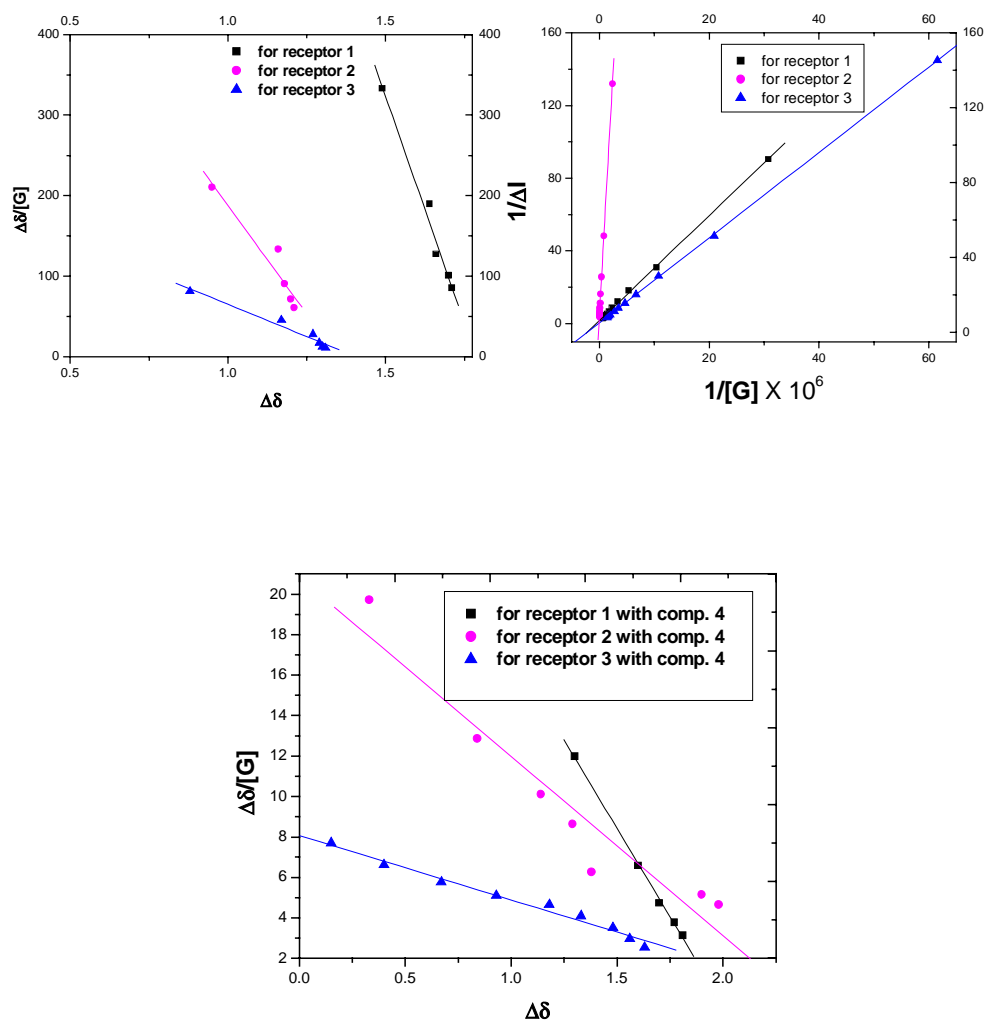 0.5 1.0 1.5
400 400
for receptor 1
for receptor 2
for receptor 3
300 300
200 200
100 100
0 0
0.5 1.0 1.5
Δδ/[G]
Δδ
0 20 40 60
160 160
for receptor 1
for receptor 2
for receptor 3
120 120
80 80
40 40
0 0
0 20 40 60
1/ΔI
1/[G] X 10^6
20
18
16
14
12
10
8
6
4
2
for receptor 1 with comp. 4
for receptor 2 with comp. 4
for receptor 3 with comp. 4
Δδ/[G]
0.0 0.5 1.0 1.5 2.0
Δδ